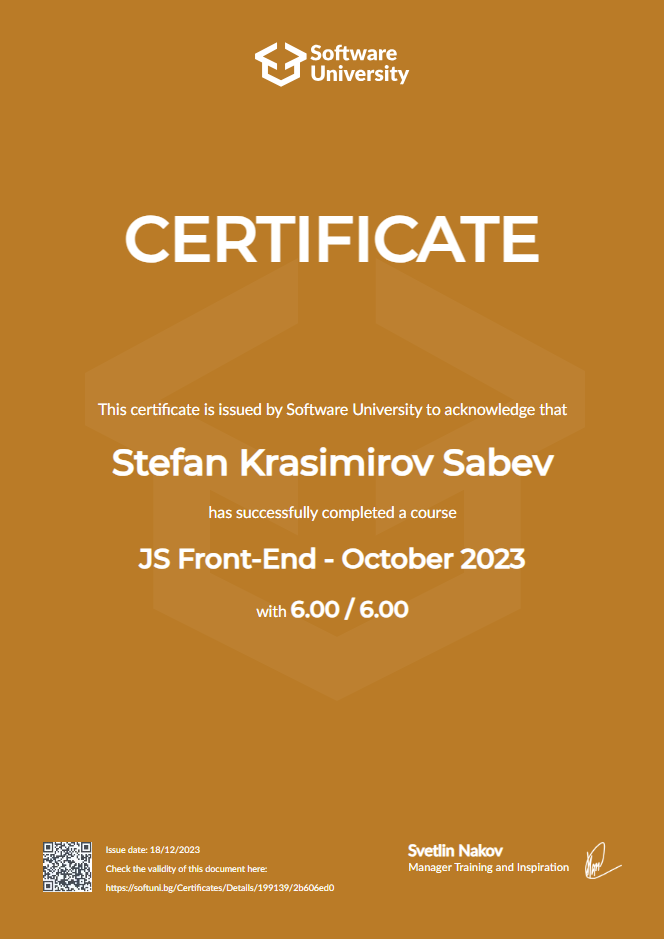 Software
University
CERTIFICATE
This certificate is issued by Software University to acknowledge that
Stefan Krasimirov Sabev
has successfully completed a course
JS Front-End - October 2023
with 6.00 / 6.00
Issue date: 18/12/2023
Check the validity of this document here:
https://softuni.bg/Certificates/Details/199139/2b606ed0
Svetlin Nakov
Manager Training and Inspiration